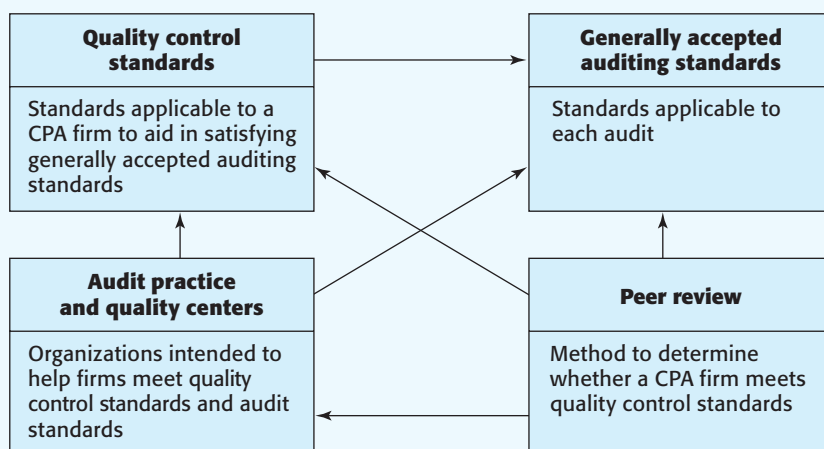 Quality control
standards
Standards applicable to a
CPA firm to aid in satisfying
generally accepted auditing
standards
Generally accepted
auditing standards
Standards applicable to
each audit
Audit practice
and quality centers
Organizations intended to
help firms meet quality
control standards and audit
standards
Peer review
Method to determine
whether a CPA firm meets
quality control standards